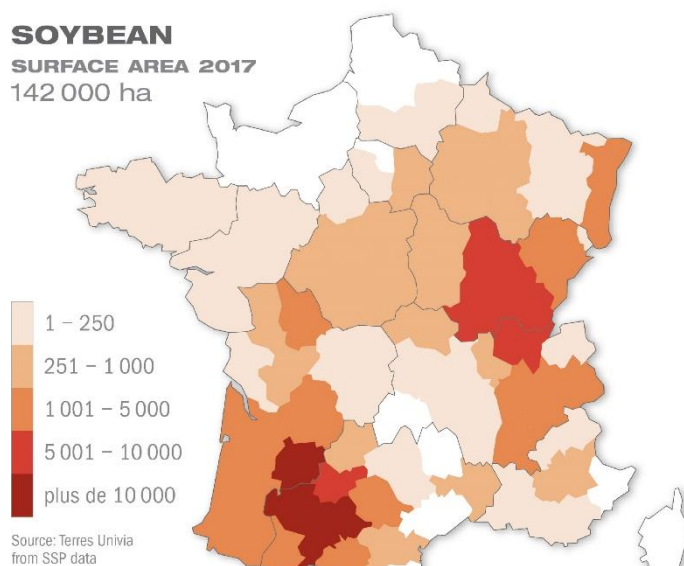 SOYBEAN
SURFACE AREA 2017
142 000 ha
1 – 250
251 – 1 000
1 001 – 5 000
5 001 – 10 000
plus de 10 000
Source: Terres Univia
from SSP data